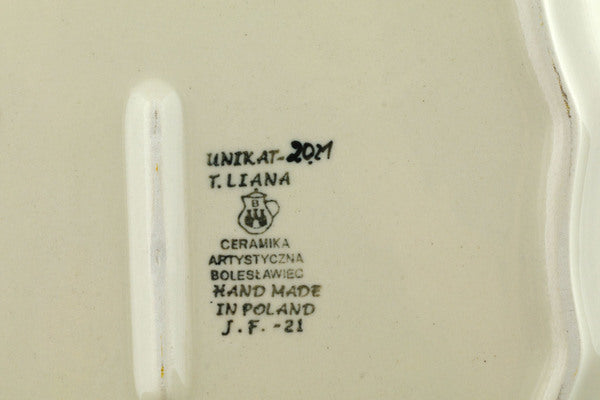 UNIKAT-2021
T. LIANA
B
CERAMIKA
ARTYSTYCZNA
BOLESŁAWIEC
HAND MADE
IN POLAND
J.F.-21